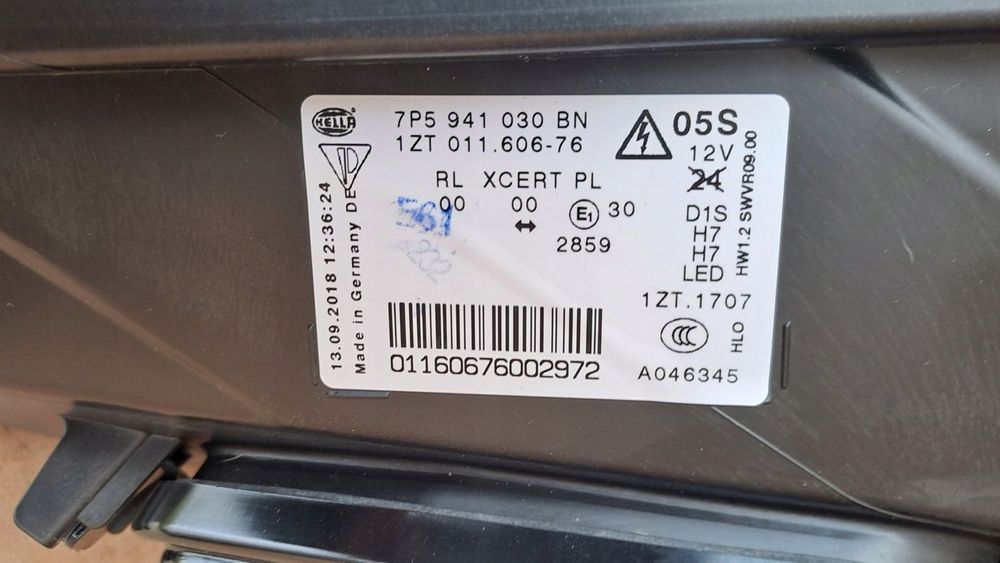 HELLA
7P5 941 030 BN
1ZT 011.606-76
RL XCERT PL
00 00
E1 30
2859
05S
12V
24
D1S
H7
H7
LED
1ZT.1707
CCC
A046345
01160676002972
13.09.2018 12:36:24
Made in Germany DE
HW1.2 SWVR09.00
HLO